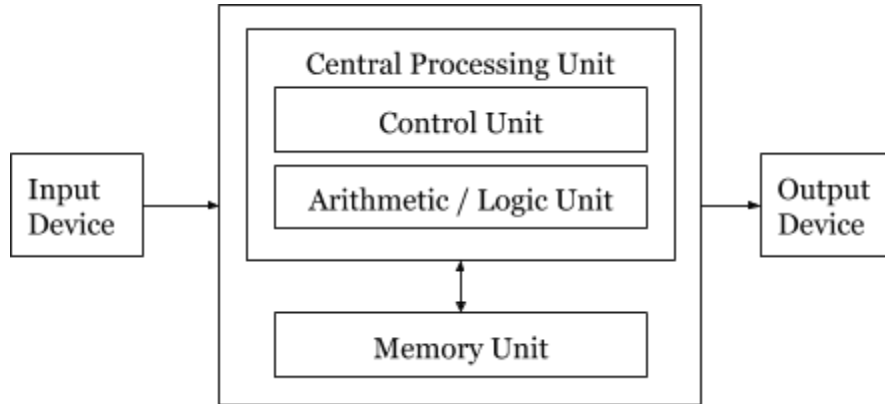 Central Processing Unit
Control Unit
Arithmetic / Logic Unit
Input
Device
Output
Device
Memory Unit